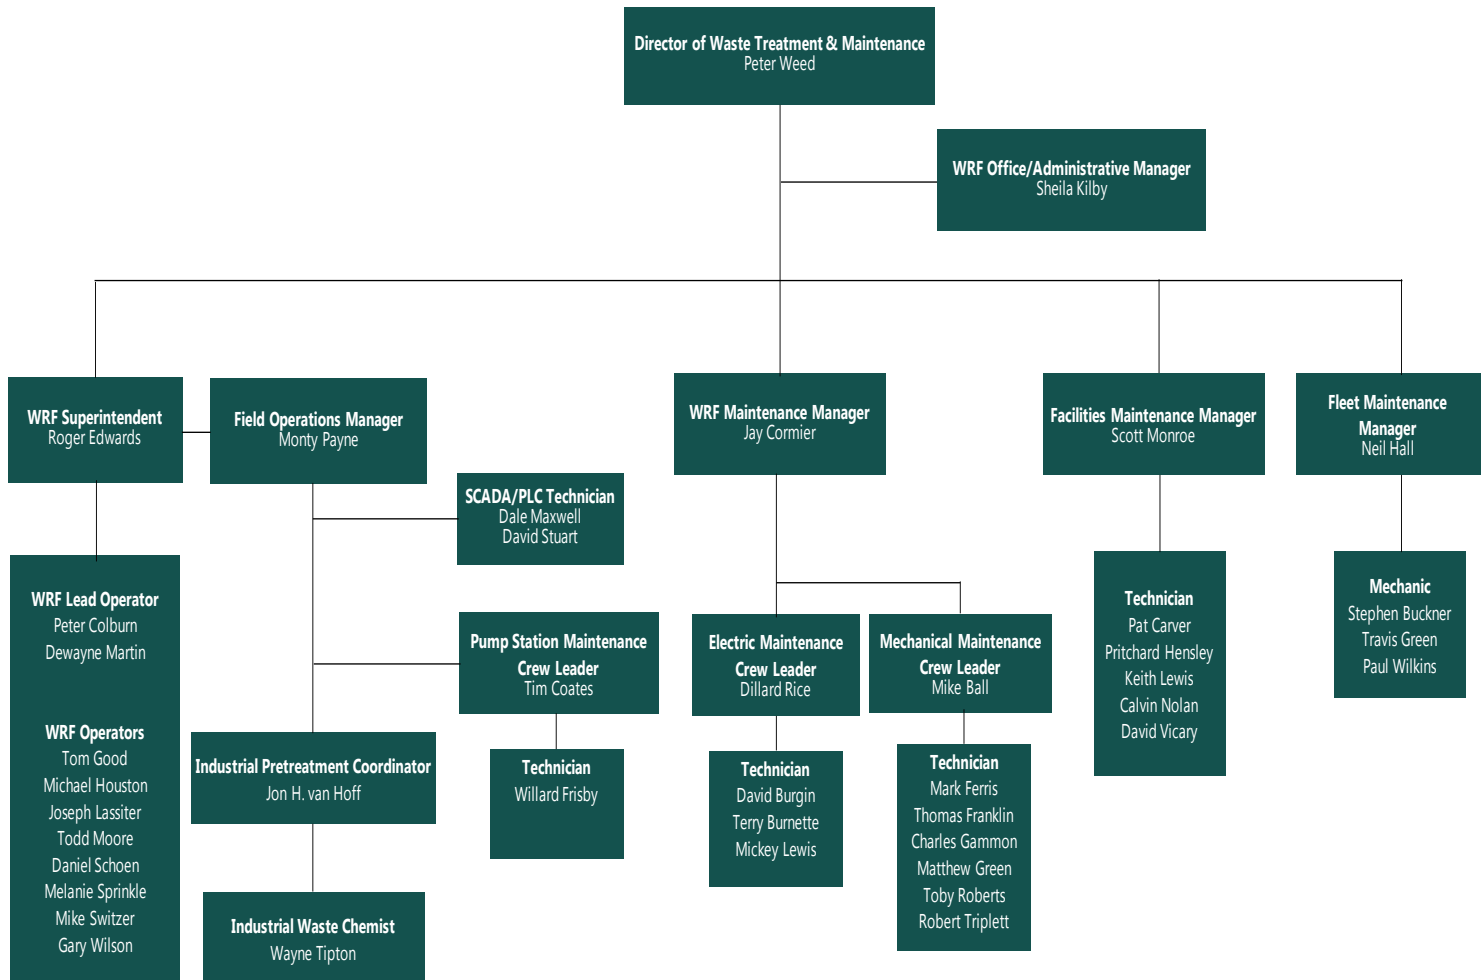 Director of Waste Treatment & Maintenance
Peter Weed
WRF Office/Administrative Manager
Sheila Kilby
WRF Superintendent
Roger Edwards
Field Operations Manager
Monty Payne
WRF Maintenance Manager
Jay Cormier
Facilities Maintenance Manager
Scott Monroe
Fleet Maintenance
Manager
Neil Hall
SCADA/PLC Technician
Dale Maxwell
David Stuart
WRF Lead Operator
Peter Colburn
Dewayne Martin
WRF Operators
Tom Good
Michael Houston
Joseph Lassiter
Todd Moore
Daniel Schoen
Melanie Sprinkle
Mike Switzer
Gary Wilson
Pump Station Maintenance
Crew Leader
Tim Coates
Technician
Willard Frisby
Industrial Pretreatment Coordinator
Jon H. van Hoff
Industrial Waste Chemist
Wayne Tipton
Electric Maintenance
Crew Leader
Dillard Rice
Technician
David Burgin
Terry Burnette
Mickey Lewis
Mechanical Maintenance
Crew Leader
Mike Ball
Technician
Mark Ferris
Thomas Franklin
Charles Gammon
Matthew Green
Toby Roberts
Robert Triplett
Technician
Pat Carver
Pritchard Hensley
Keith Lewis
Calvin Nolan
David Vicary
Mechanic
Stephen Buckner
Travis Green
Paul Wilkins